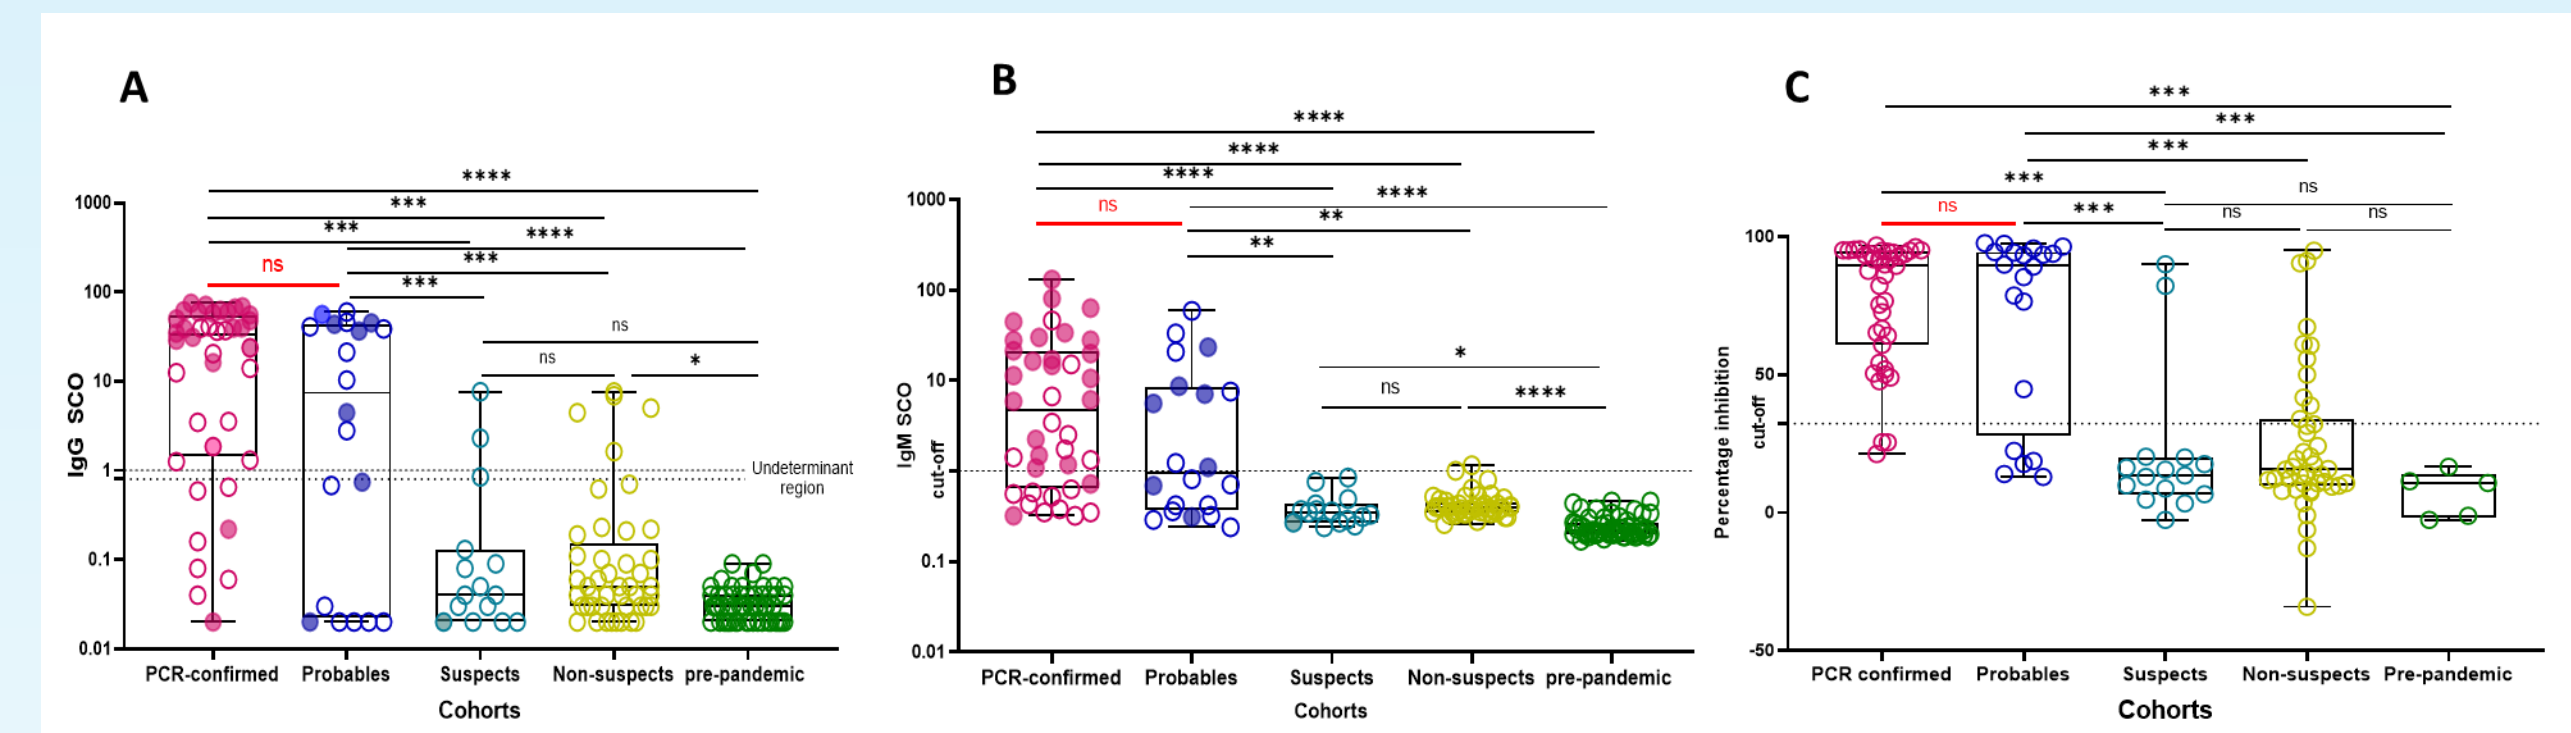 A
****
***
***
****
ns
***
***
ns
ns
*
1000
100
10
1
0.1
0.01
IgG SCO
Undeterminant
region
PCR-confirmed
Probables
Suspects
Non-suspects
pre-pandemic
Cohorts
B
****
****
****
****
ns
**
**
*
ns
****
1000
100
10
0.1
0.01
IgM SCO
cut-off
PCR-confirmed
Probables
Suspects
Non-suspects
pre-pandemic
Cohorts
C
***
***
***
***
ns
ns
***
ns
ns
100
50
0
-50
Percentage inhibition
cut-off
PCR confirmed
Probables
Suspects
Non-suspects
Pre-pandemic
Cohorts